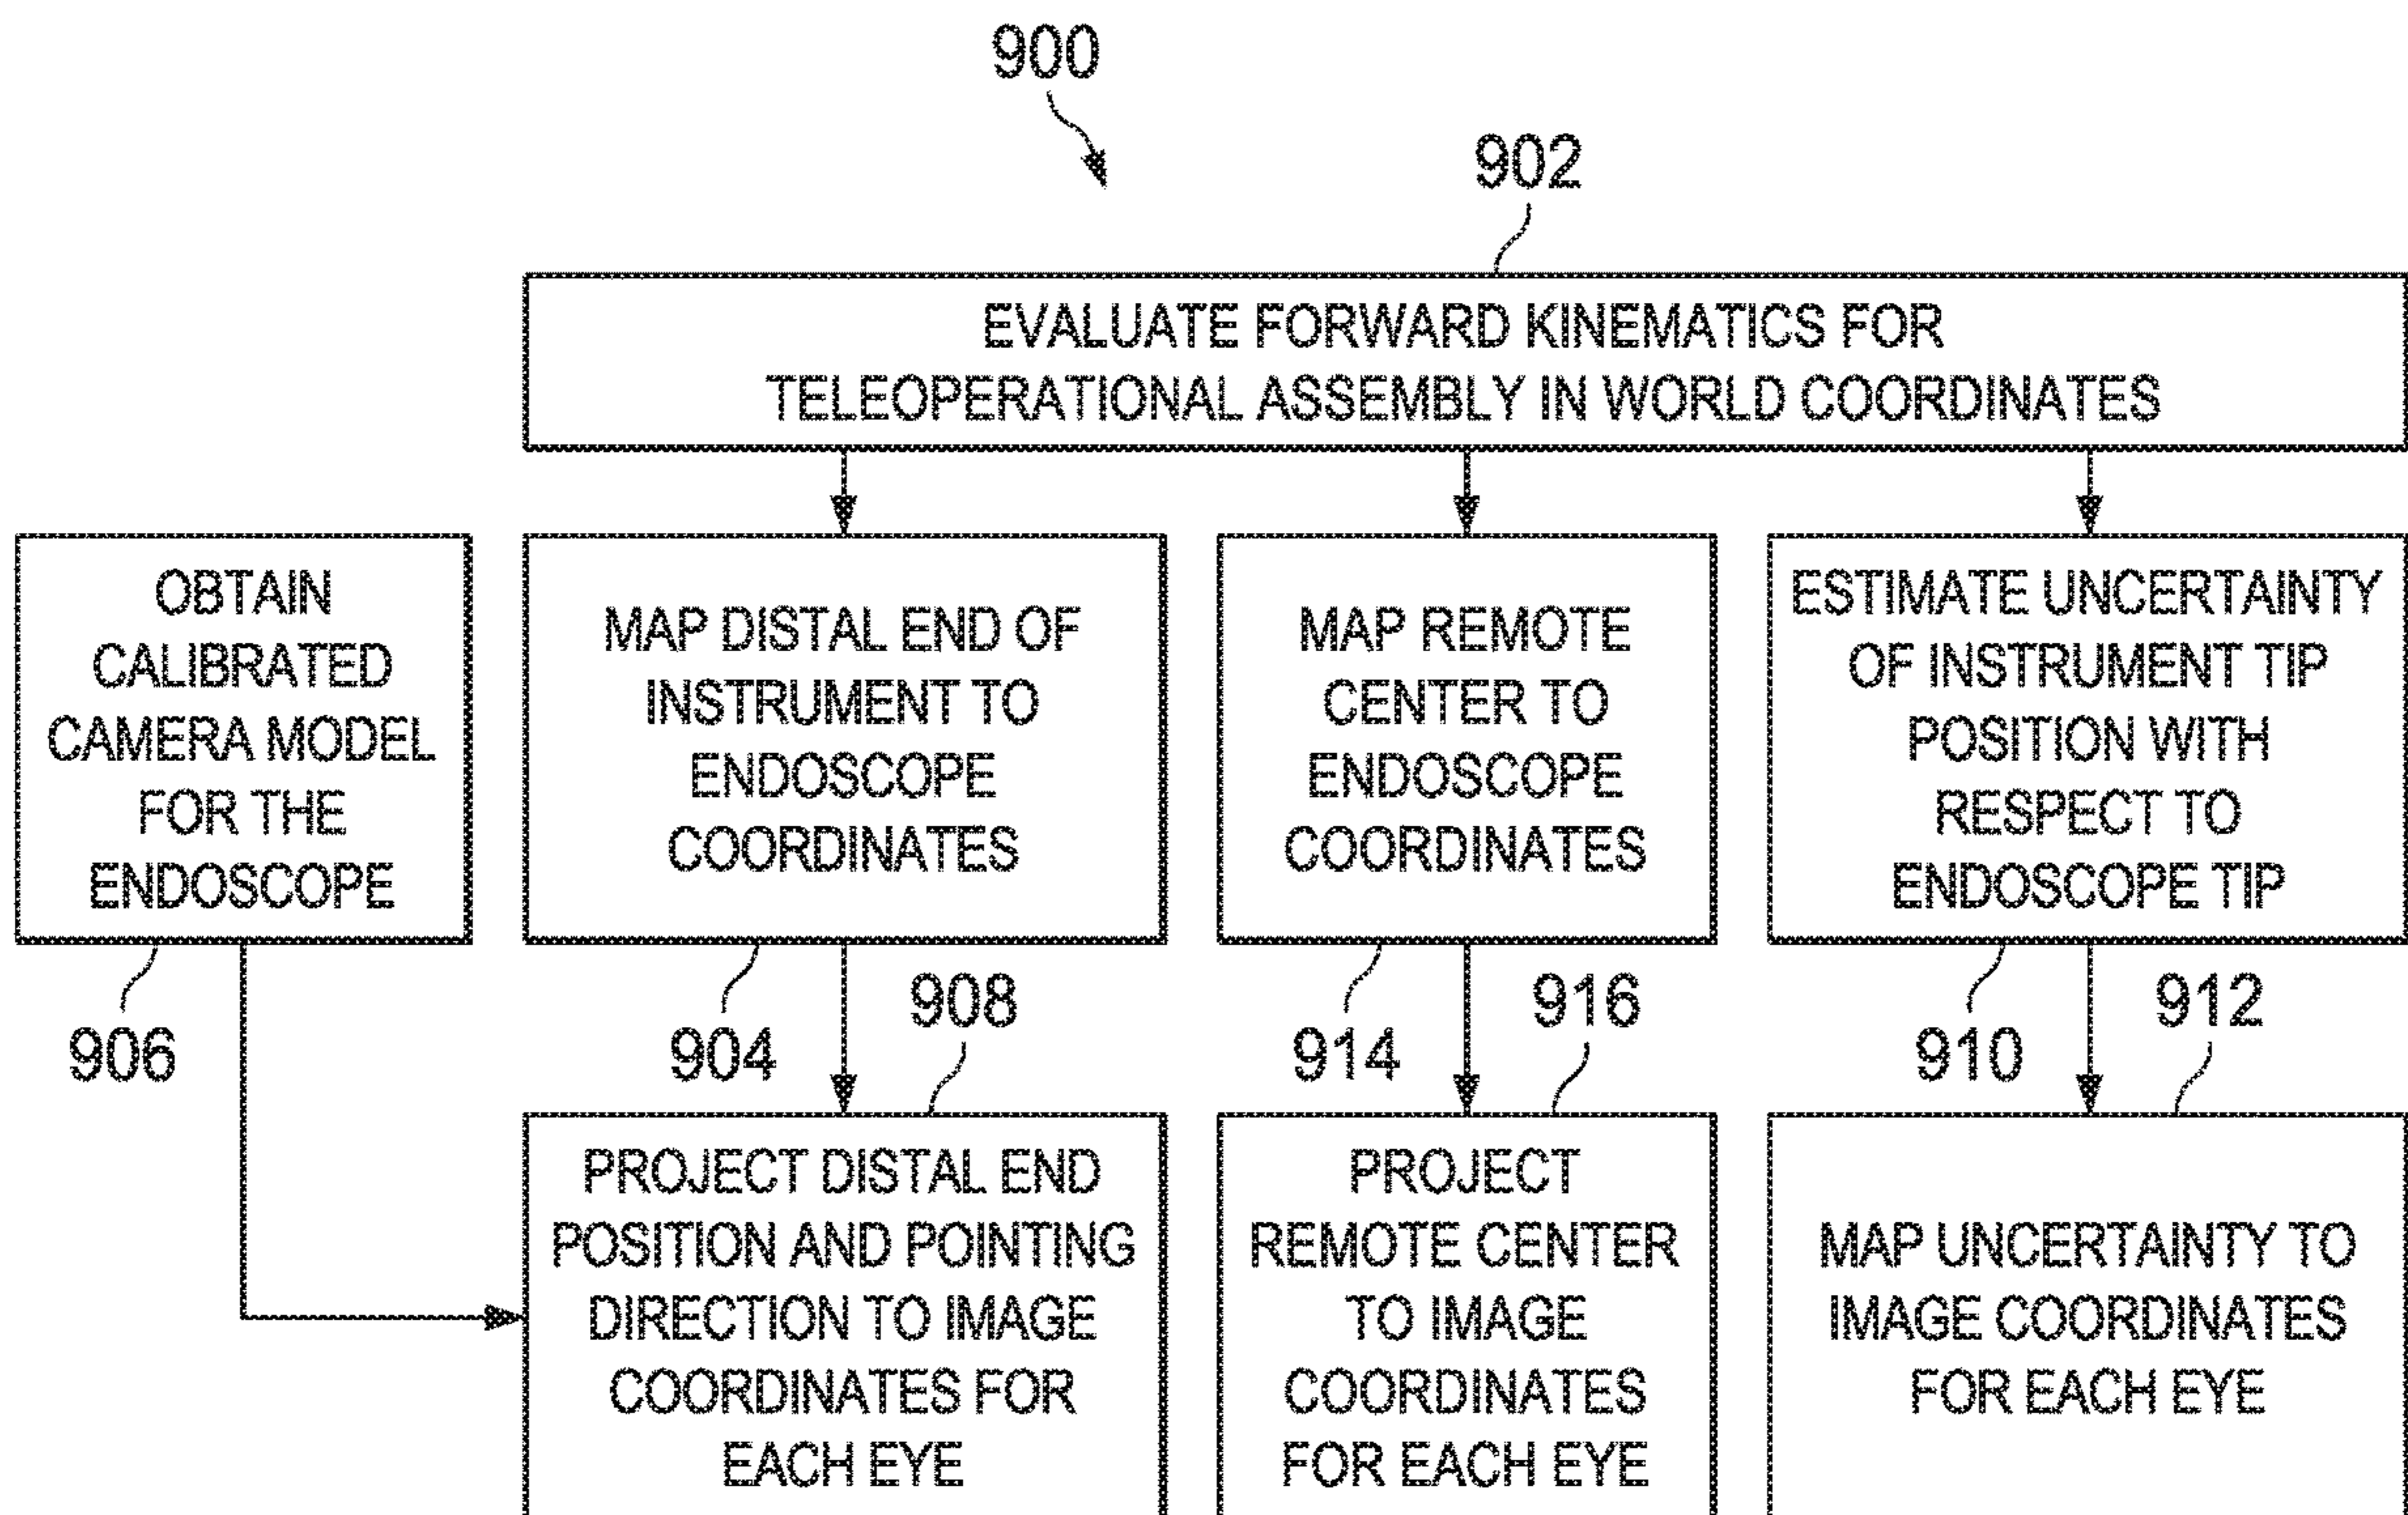 900
902
EVALUATE FORWARD KINEMATICS FOR
TELEOPERATIONAL ASSEMBLY IN WORLD COORDINATES
OBTAIN
CALIBRATED
CAMERA MODEL
FOR THE
ENDOSCOPE
906
MAP DISTAL END OF
INSTRUMENT TO
ENDOSCOPE
COORDINATES
904
MAP REMOTE
CENTER TO
ENDOSCOPE
COORDINATES
914
ESTIMATE UNCERTAINTY
OF INSTRUMENT TIP
POSITION WITH
RESPECT TO
ENDOSCOPE TIP
910
908
PROJECT DISTAL END
POSITION AND POINTING
DIRECTION TO IMAGE
COORDINATES FOR
EACH EYE
916
PROJECT
REMOTE CENTER
TO IMAGE
COORDINATES
FOR EACH EYE
912
MAP UNCERTAINTY TO
IMAGE COORDINATES
FOR EACH EYE